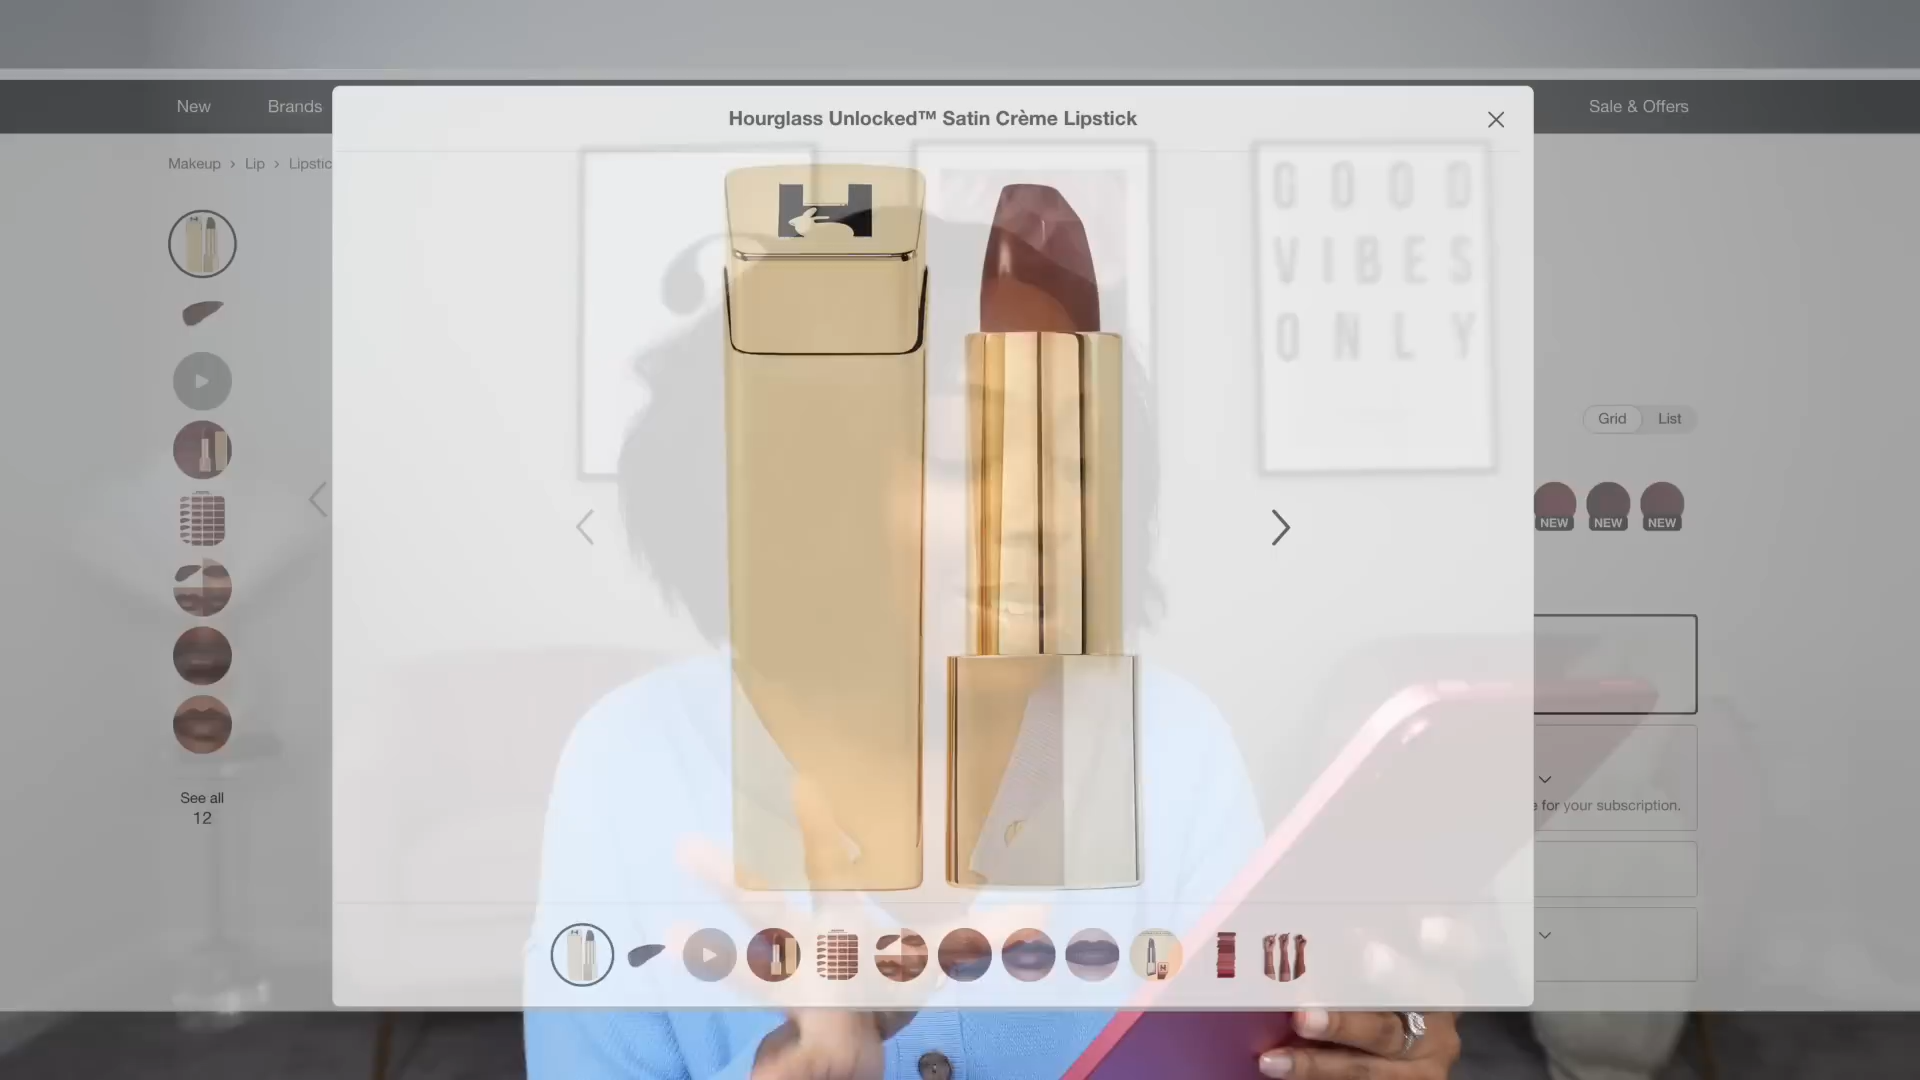 New
Brands
Sale & Offers
Hourglass Unlocked™ Satin Crème Lipstick
Makeup > Lip > Lipstic
H
GOOD
VIBES
ONLY
Grid
List
NEW
NEW
NEW
See all
12
e for your subscription.